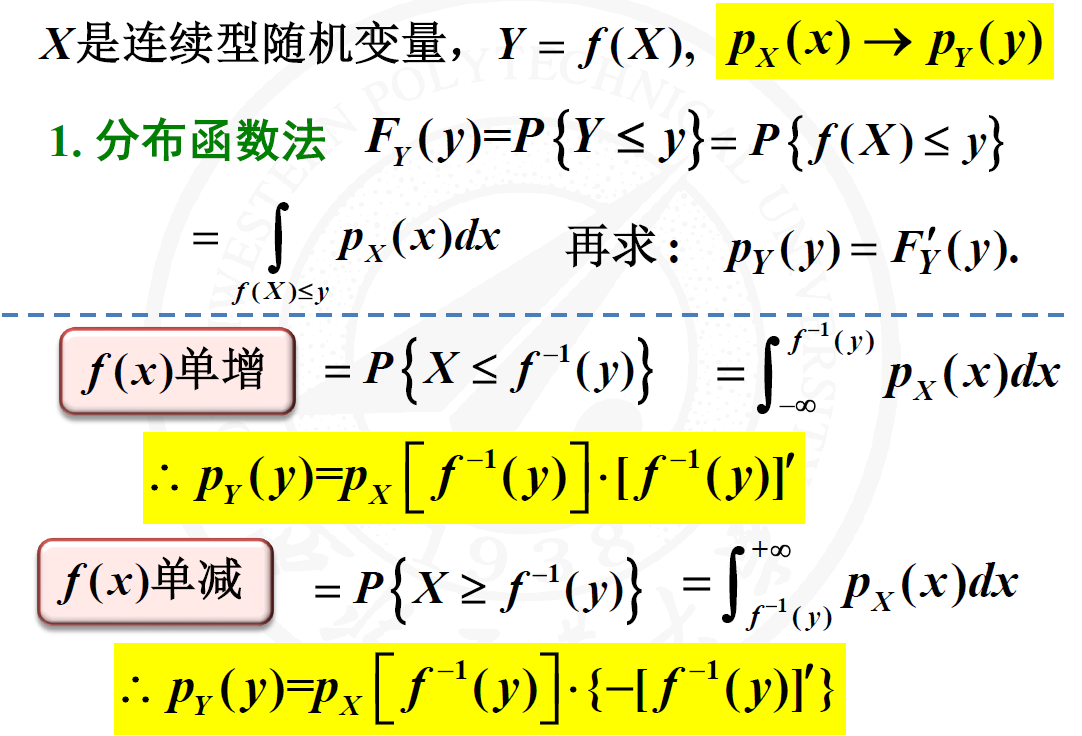 X是连续型随机变量，Y = f(X), p_X(x) → p_Y(y)
1. 分布函数法 F_Y(y)=P{Y ≤ y} = P{f(X) ≤ y}
= ∫_{f(X)≤y} p_X(x)dx 再求： p_Y(y) = F′_Y(y).
f(x)单增 = P{X ≤ f⁻¹(y)} = ∫_{−∞}^{f⁻¹(y)} p_X(x)dx
∴ p_Y(y)=p_X[f⁻¹(y)]·[f⁻¹(y)]′
f(x)单减 = P{X ≥ f⁻¹(y)} = ∫_{f⁻¹(y)}^{+∞} p_X(x)dx
∴ p_Y(y)=p_X[f⁻¹(y)]·{−[f⁻¹(y)]′}